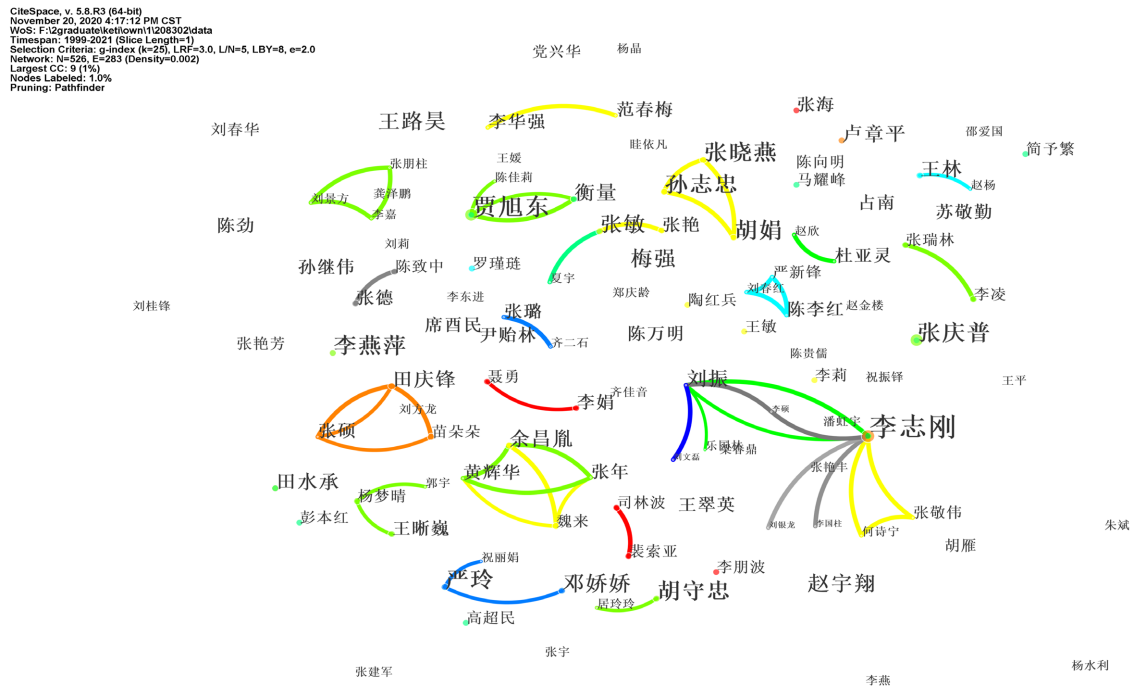 CiteSpace, v. 5.8.R3 (64-bit)
November 20, 2020 4:17:12 PM CST
WoS: F:\2graduate\keti\own\1\208302\data
Timespan: 1999-2021 (Slice Length=1)
Selection Criteria: g-index (k=25), LRF=3.0, L/N=5, LBY=8, e=2.0
Network: N=526, E=283 (Density=0.002)
Largest CC: 9 (1%)
Nodes Labeled: 1.0%
Pruning: Pathfinder
党兴华
杨晶
张海
范春梅
李华强
王路昊
刘春华
卢章平
邵爱国
眭依凡
简予繁
张晓燕
王媛
陈向明
张朋柱
王林
陈佳莉
马耀峰
孙志忠
赵杨
龚泽鹏
衡量
刘景方
占南
贾旭东
苏敬勤
李嘉
陈劲
张敏
张艳
胡娟
赵欣
张瑞林
刘莉
杜亚灵
梅强
罗瑾琏
孙继伟
陈致中
严新锋
夏宇
刘春红
郑庆龄
李凌
张德
李东进
陶红兵
刘桂锋
赵金楼
陈李红
张璐
席酉民
王敏
尹贻林
陈万明
张庆普
张艳芳
齐二石
李燕萍
陈贵儒
聂勇
田庆锋
刘振
李莉
祝振铎
王平
齐佳音
李娟
刘方龙
李硕
潘虹宇
李志刚
张硕
苗朵朵
余昌胤
乐国林
刘文磊
张艳丰
黄辉华
张年
田水承
郭宇
杨梦晴
司林波
王翠英
张敬伟
彭本红
魏来
刘银龙
李国柱
朱斌
王晰巍
何诗宁
胡雁
裴索亚
祝丽娟
李朋波
严玲
邓娇娇
胡守忠
赵宇翔
居玲玲
高超民
张宇
张建军
杨水利
李燕